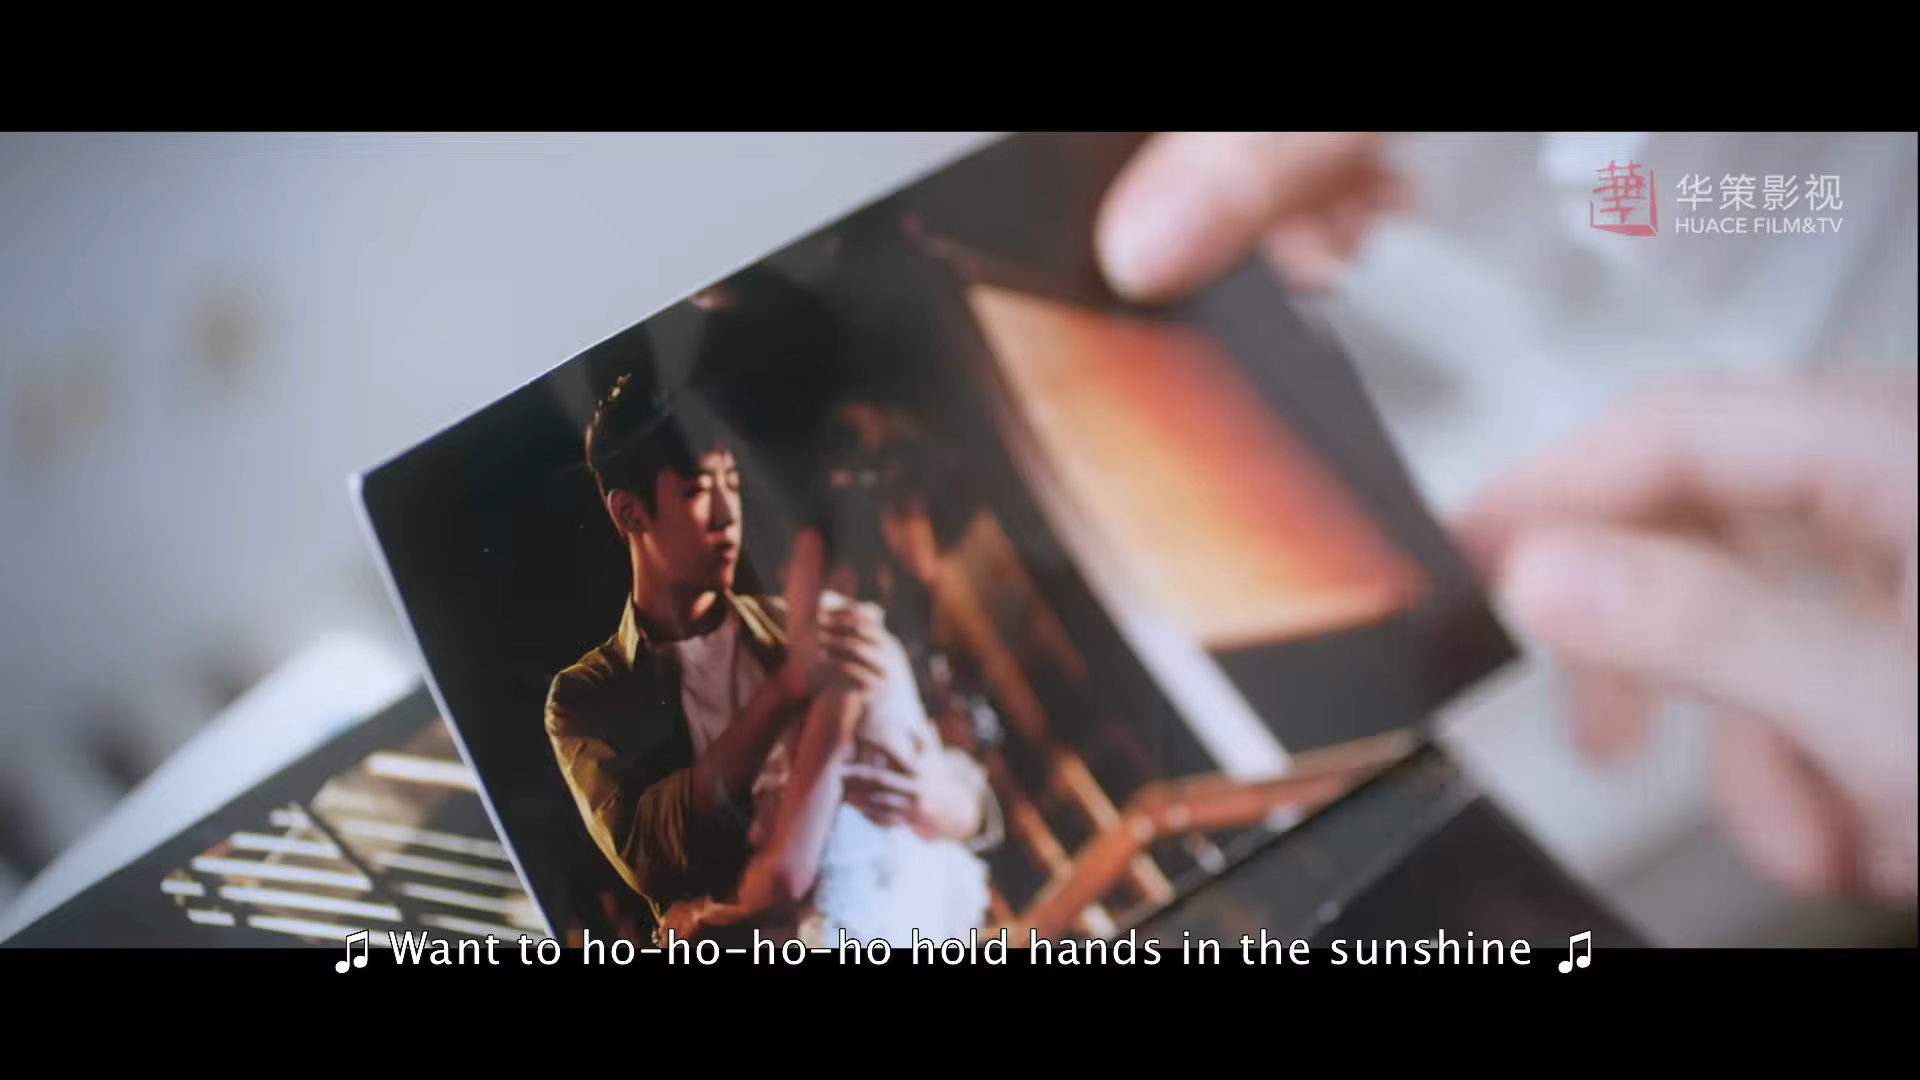 華 华策影视
HUACE FILM&TV
♫ Want to ho-ho-ho-ho hold hands in the sunshine ♫